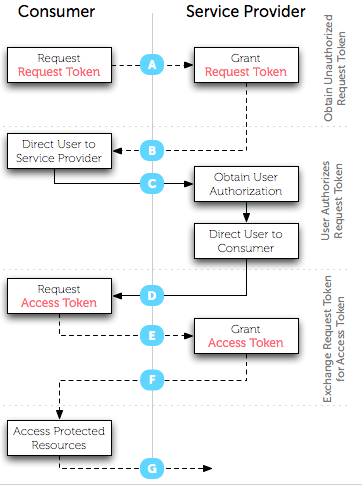 Consumer
Service Provider
Request
Request Token
A
Grant
Request Token
Obtain Unauthorized
Request Token
Direct User to
Service Provider
B
C
Obtain User
Authorization
User Authorizes
Request Token
Direct User to
Consumer
Request
Access Token
D
E
Grant
Access Token
Exchange Request Token
for Access Token
F
Access Protected
Resources
G